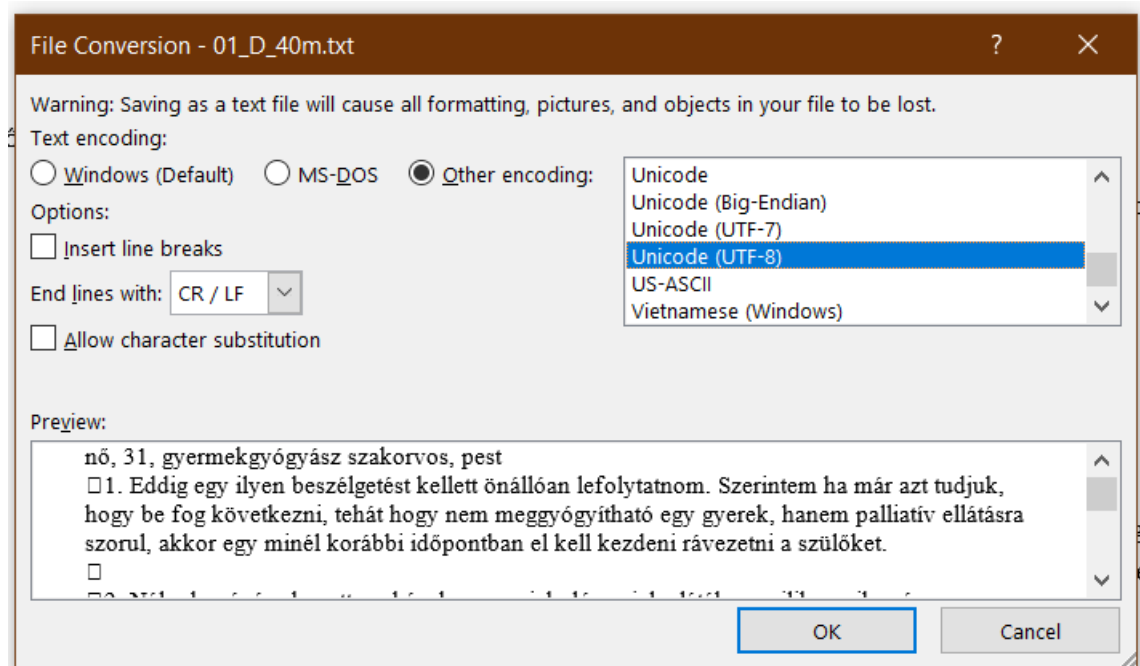 File Conversion - 01_D_40m.txt ? ×
Warning: Saving as a text file will cause all formatting, pictures, and objects in your file to be lost.
Text encoding:
Windows (Default) MS-DOS Other encoding:
Unicode
Unicode (Big-Endian)
Unicode (UTF-7)
Unicode (UTF-8)
US-ASCII
Vietnamese (Windows)
Options:
Insert line breaks
End lines with: CR / LF
Allow character substitution
Preview:
nő, 31, gyermekgyógyász szakorvos, pest
□1. Eddig egy ilyen beszélgetést kellett önállóan lefolytatnom. Szerintem ha már azt tudjuk,
hogy be fog következni, tehát hogy nem meggyógyítható egy gyerek, hanem palliatív ellátásra
szorul, akkor egy minél korábbi időpontban el kell kezdeni rávezetni a szülőket.
□
OK Cancel